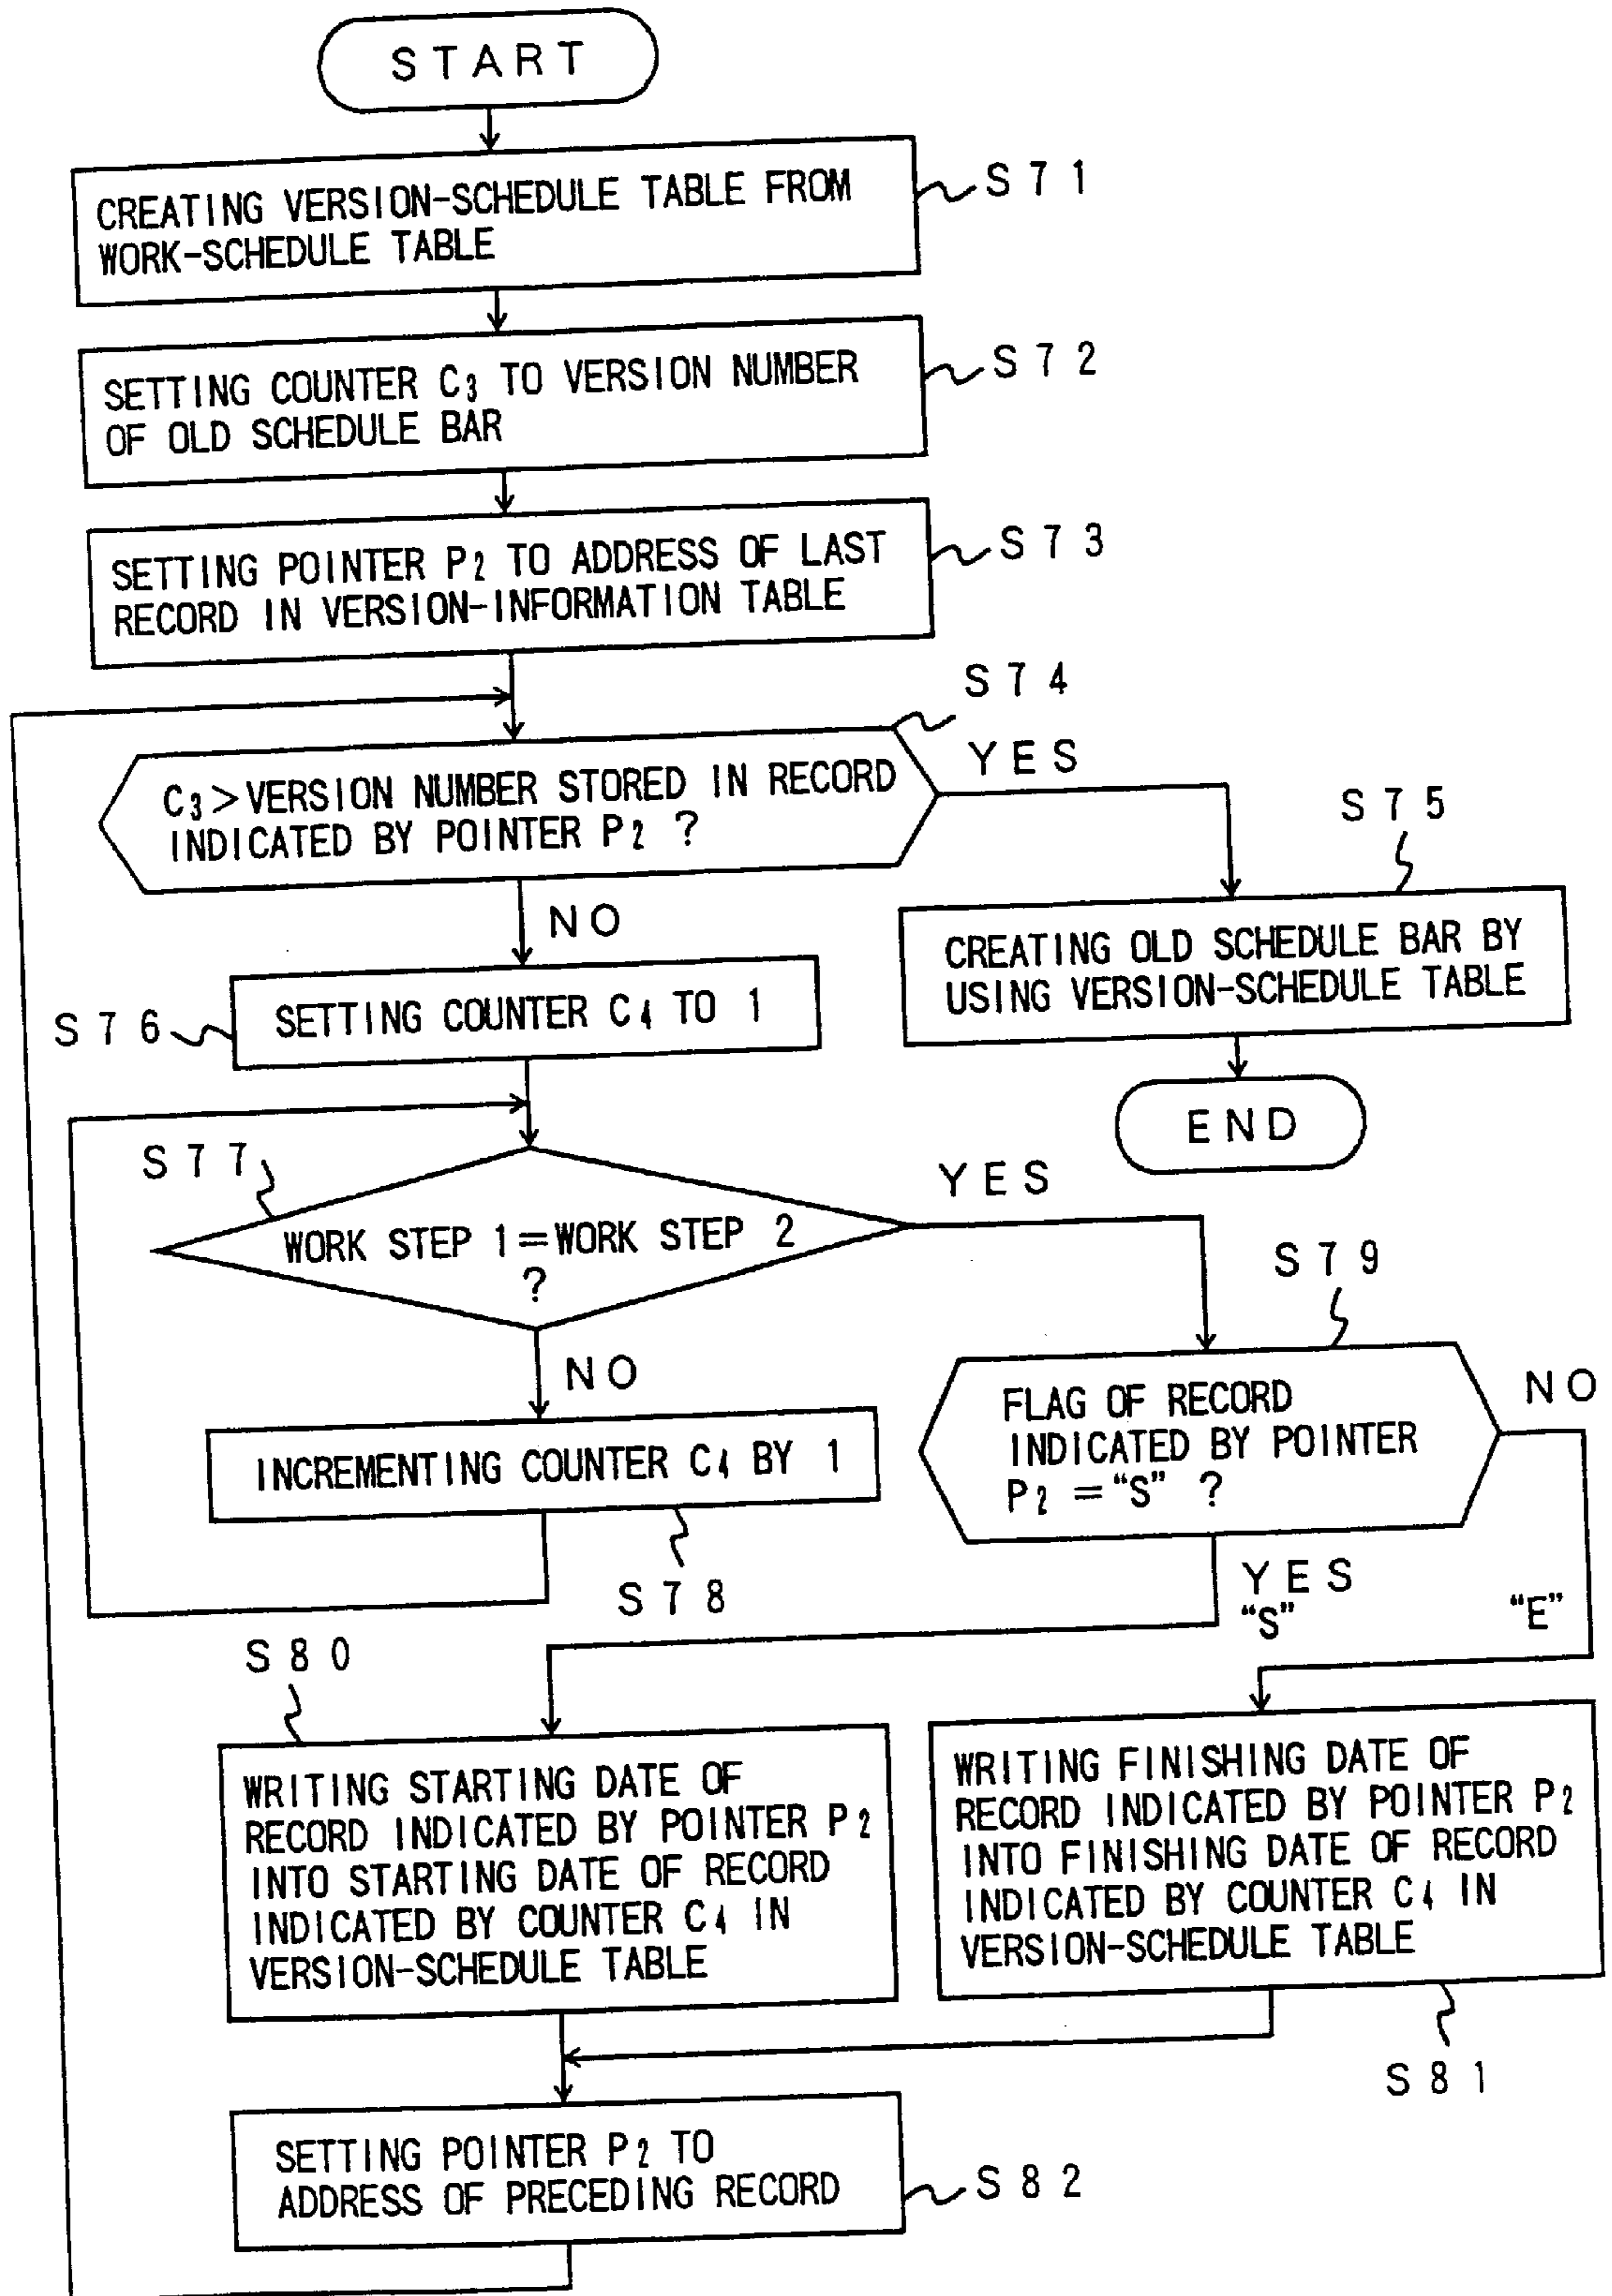 START
CREATING VERSION-SCHEDULE TABLE FROM
WORK-SCHEDULE TABLE
S71
SETTING COUNTER C3 TO VERSION NUMBER
OF OLD SCHEDULE BAR
S72
SETTING POINTER P2 TO ADDRESS OF LAST
RECORD IN VERSION-INFORMATION TABLE
S73
S74
C3>VERSION NUMBER STORED IN RECORD
INDICATED BY POINTER P2 ?
YES
NO
S75
CREATING OLD SCHEDULE BAR BY
USING VERSION-SCHEDULE TABLE
END
S76
SETTING COUNTER C4 TO 1
S77
WORK STEP 1=WORK STEP 2
?
YES
NO
INCREMENTING COUNTER C4 BY 1
S78
S79
FLAG OF RECORD
INDICATED BY POINTER
P2 =“S” ?
NO
“E”
YES
“S”
S80
WRITING STARTING DATE OF
RECORD INDICATED BY POINTER P2
INTO STARTING DATE OF RECORD
INDICATED BY COUNTER C4 IN
VERSION-SCHEDULE TABLE
WRITING FINISHING DATE OF
RECORD INDICATED BY POINTER P2
INTO FINISHING DATE OF RECORD
INDICATED BY COUNTER C4 IN
VERSION-SCHEDULE TABLE
S81
SETTING POINTER P2 TO
ADDRESS OF PRECEDING RECORD
S82